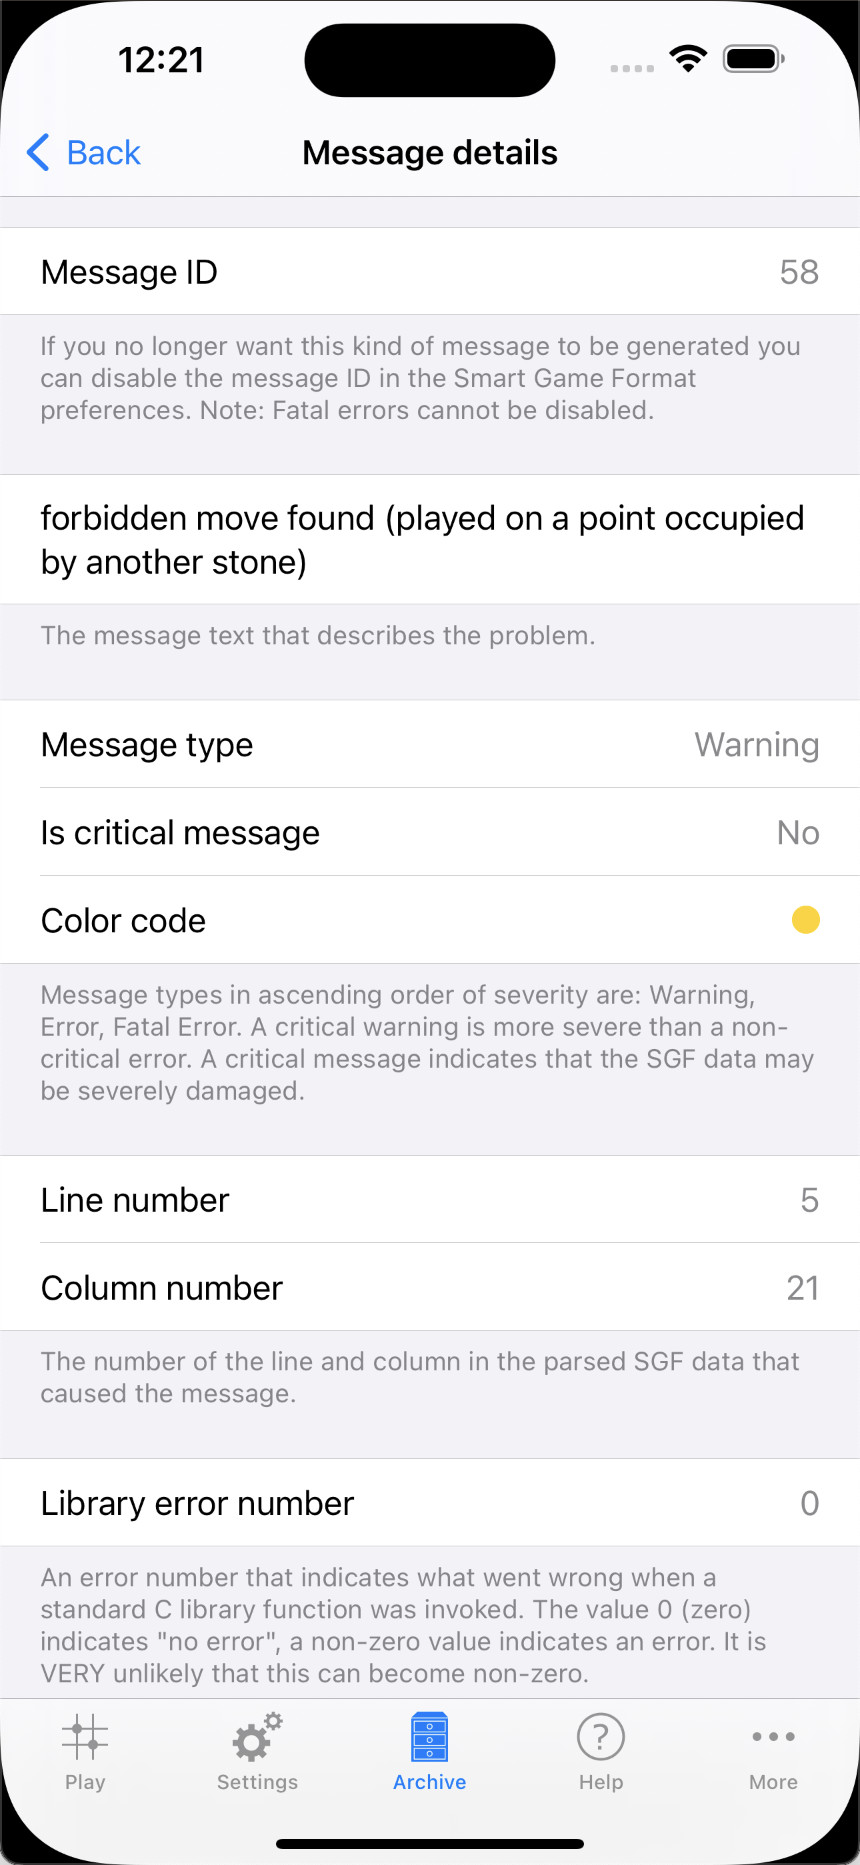 12:21
Back
Message details
Message ID
58
If you no longer want this kind of message to be generated you
can disable the message ID in the Smart Game Format
preferences. Note: Fatal errors cannot be disabled.
forbidden move found (played on a point occupied
by another stone)
The message text that describes the problem.
Message type
Warning
Is critical message
No
Color code
Message types in ascending order of severity are: Warning,
Error, Fatal Error. A critical warning is more severe than a non-
critical error. A critical message indicates that the SGF data may
be severely damaged.
Line number
5
Column number
21
The number of the line and column in the parsed SGF data that
caused the message.
Library error number
0
An error number that indicates what went wrong when a
standard C library function was invoked. The value 0 (zero)
indicates "no error", a non-zero value indicates an error. It is
VERY unlikely that this can become non-zero.
Play
Settings
Archive
Help
More